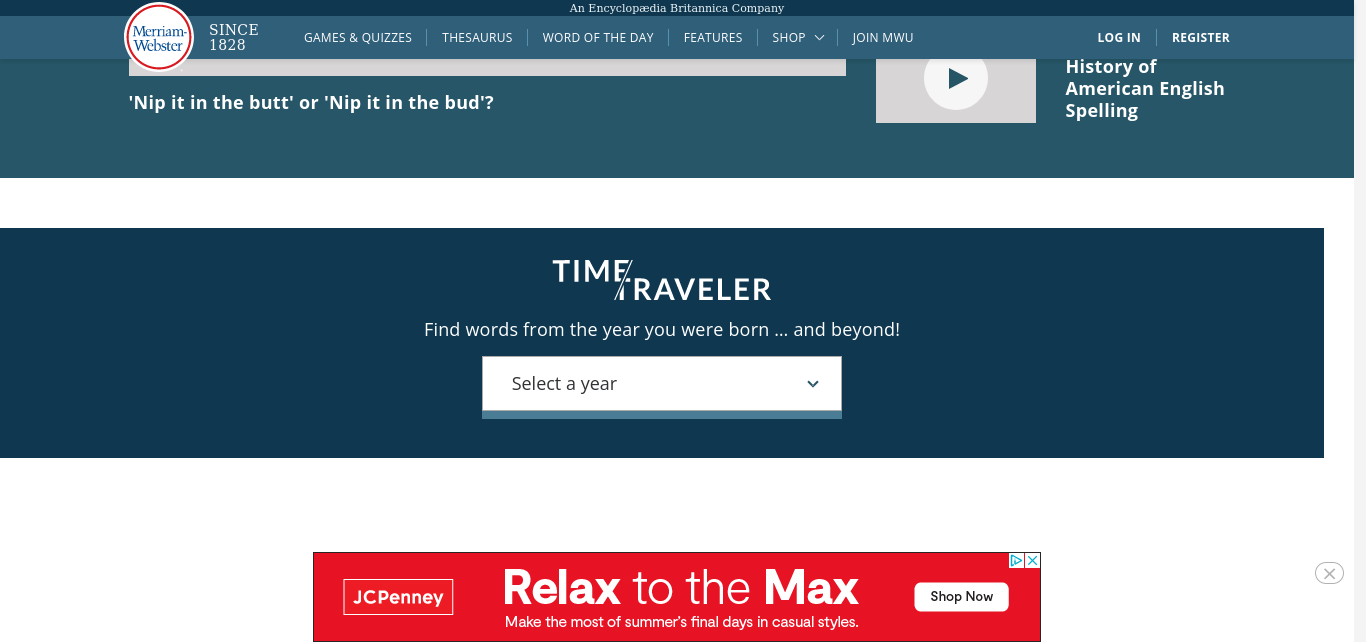 An Encyclopædia Britannica Company
Merriam-
Webster
SINCE
1828
GAMES & QUIZZES
THESAURUS
WORD OF THE DAY
FEATURES
SHOP
JOIN MWU
LOG IN
REGISTER
'Nip it in the butt' or 'Nip it in the bud'?
History of
American English
Spelling
TIME
TRAVELER
Find words from the year you were born ... and beyond!
Select a year
JCPenney
Relax to the Max
Make the most of summer's final days in casual styles.
Shop Now